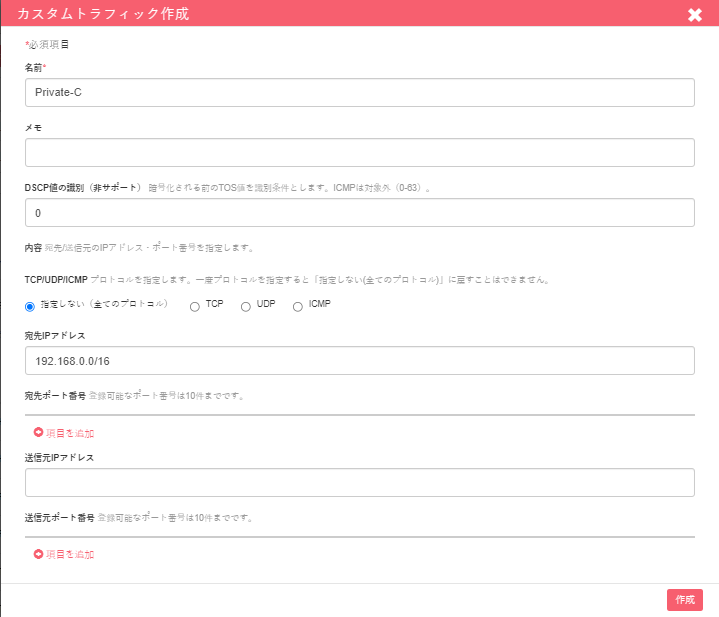 カスタムトラフィック作成
*必須項目
名前*
Private-C
メモ
DSCP値の識別（非サポート） 暗号化される前のTOS値を識別条件とします。ICMPは対象外（0-63）。
0
内容 宛先/送信元のIPアドレス・ポート番号を指定します。
TCP/UDP/ICMP プロトコルを指定します。一度プロトコルを指定すると「指定しない(全てのプロトコル)」に戻すことはできません。
指定しない（全てのプロトコル） TCP UDP ICMP
宛先IPアドレス
192.168.0.0/16
宛先ポート番号 登録可能なポート番号は10件までです。
項目を追加
送信元IPアドレス
送信元ポート番号 登録可能なポート番号は10件までです。
項目を追加
作成